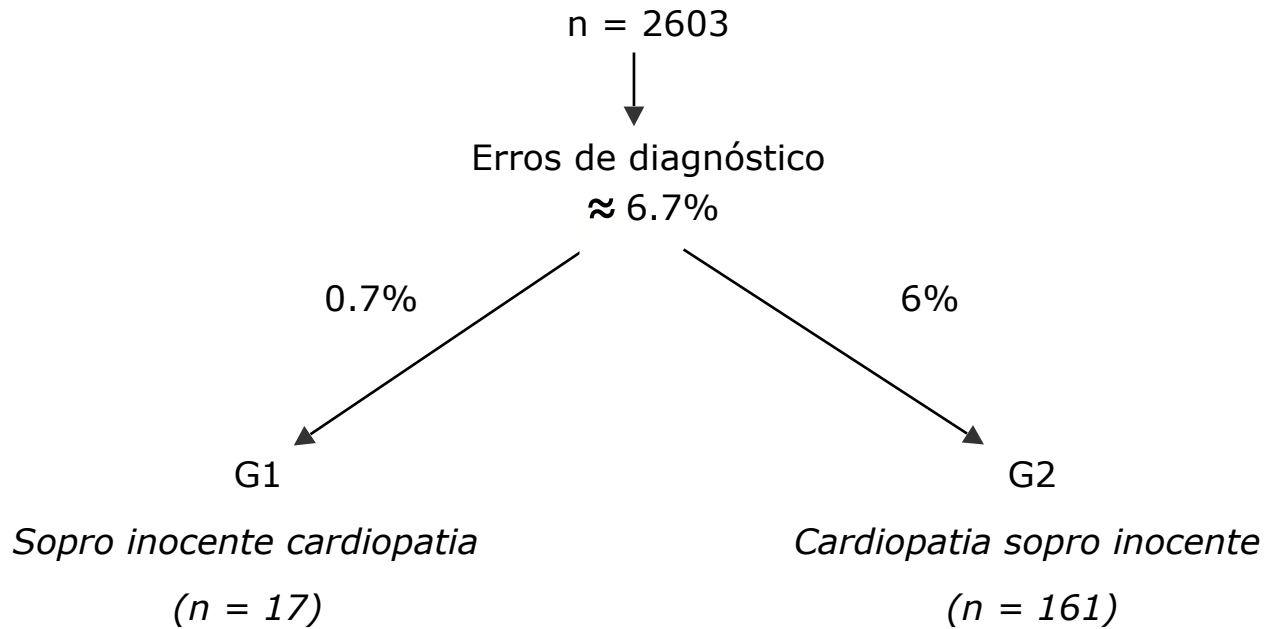 n = 2603
Erros de diagnóstico
≈ 6.7%
0.7%
6%
G1
Sopro inocente cardiopatia
(n = 17)
G2
Cardiopatia sopro inocente
(n = 161)